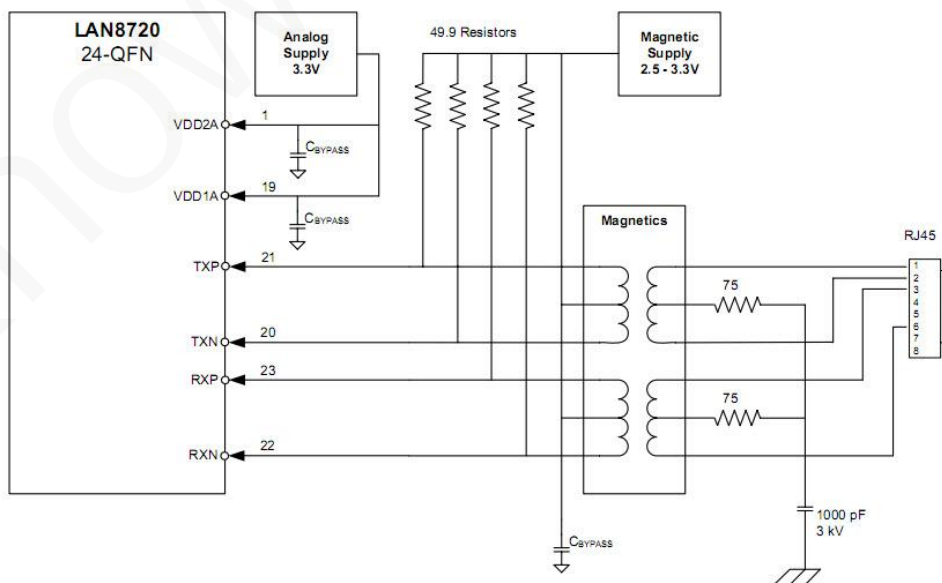 LAN8720
24-QFN
Analog
Supply
3.3V
49.9 Resistors
Magnetic
Supply
2.5 - 3.3V
VDD2A
1
CBYPASS
VDD1A
19
CBYPASS
Magnetics
RJ45
TXP
21
75
1
2
3
4
5
6
7
8
TXN
20
RXP
23
75
RXN
22
1000 pF
3 kV
CBYPASS